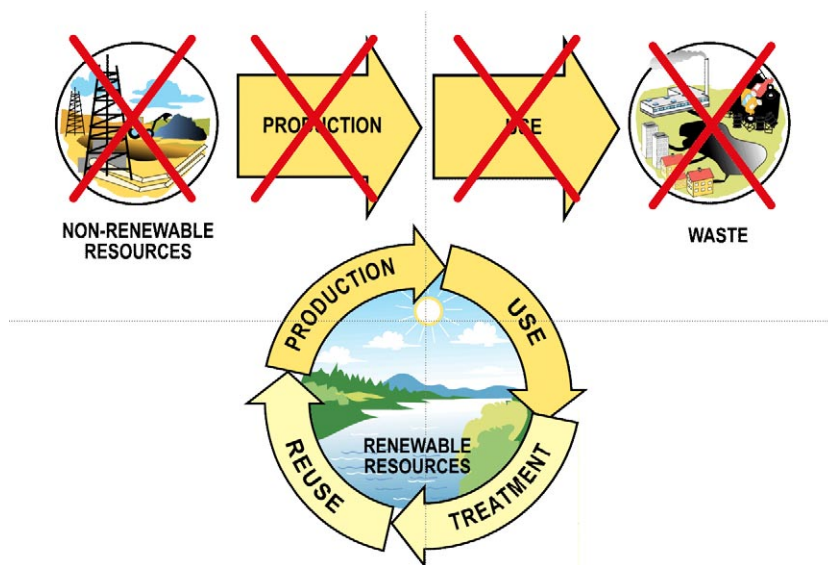 PRODUCTION
USE
NON-RENEWABLE
RESOURCES
WASTE
PRODUCTION
USE
TREATMENT
REUSE
RENEWABLE
RESOURCES